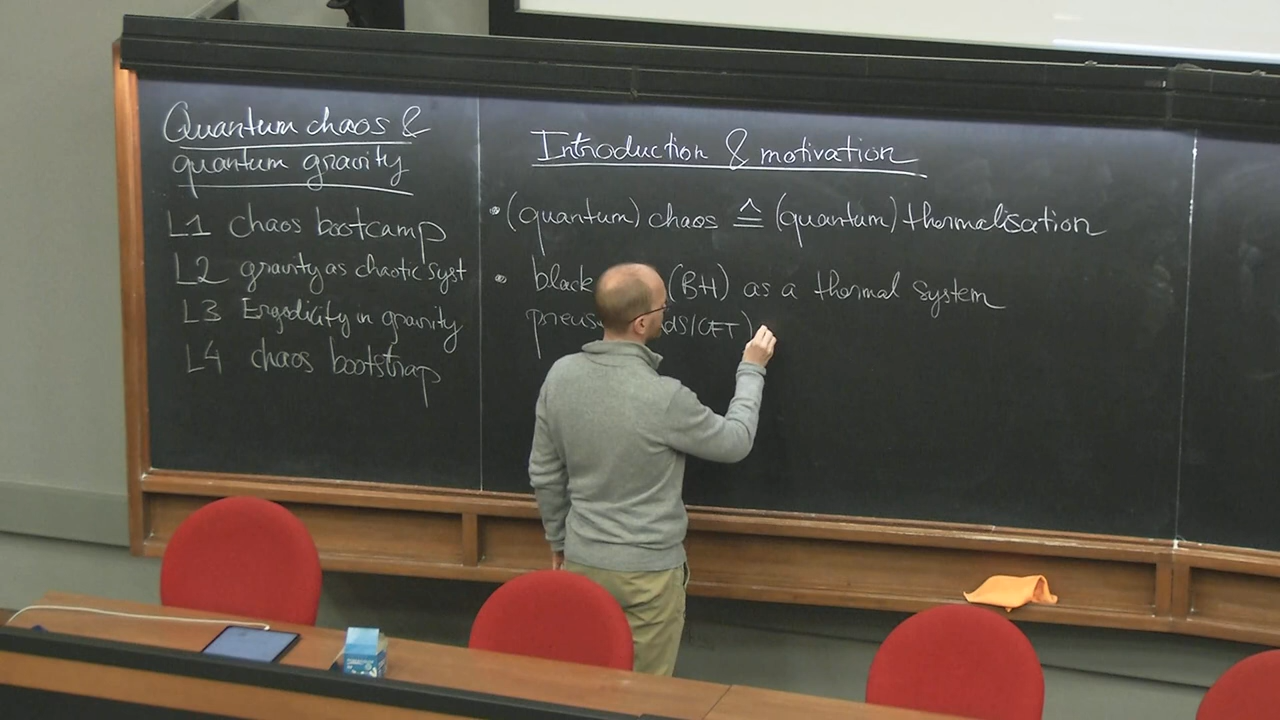 Quantum chaos &
quantum gravity
L1 chaos bootcamp
L2 gravity as chaotic syst
L3 Ergodicity in gravity
L4 chaos bootstrap
Introduction & motivation
• (quantum) chaos ≙ (quantum) thermalisation
• black (BH) as a thermal system
AdS/CFT)